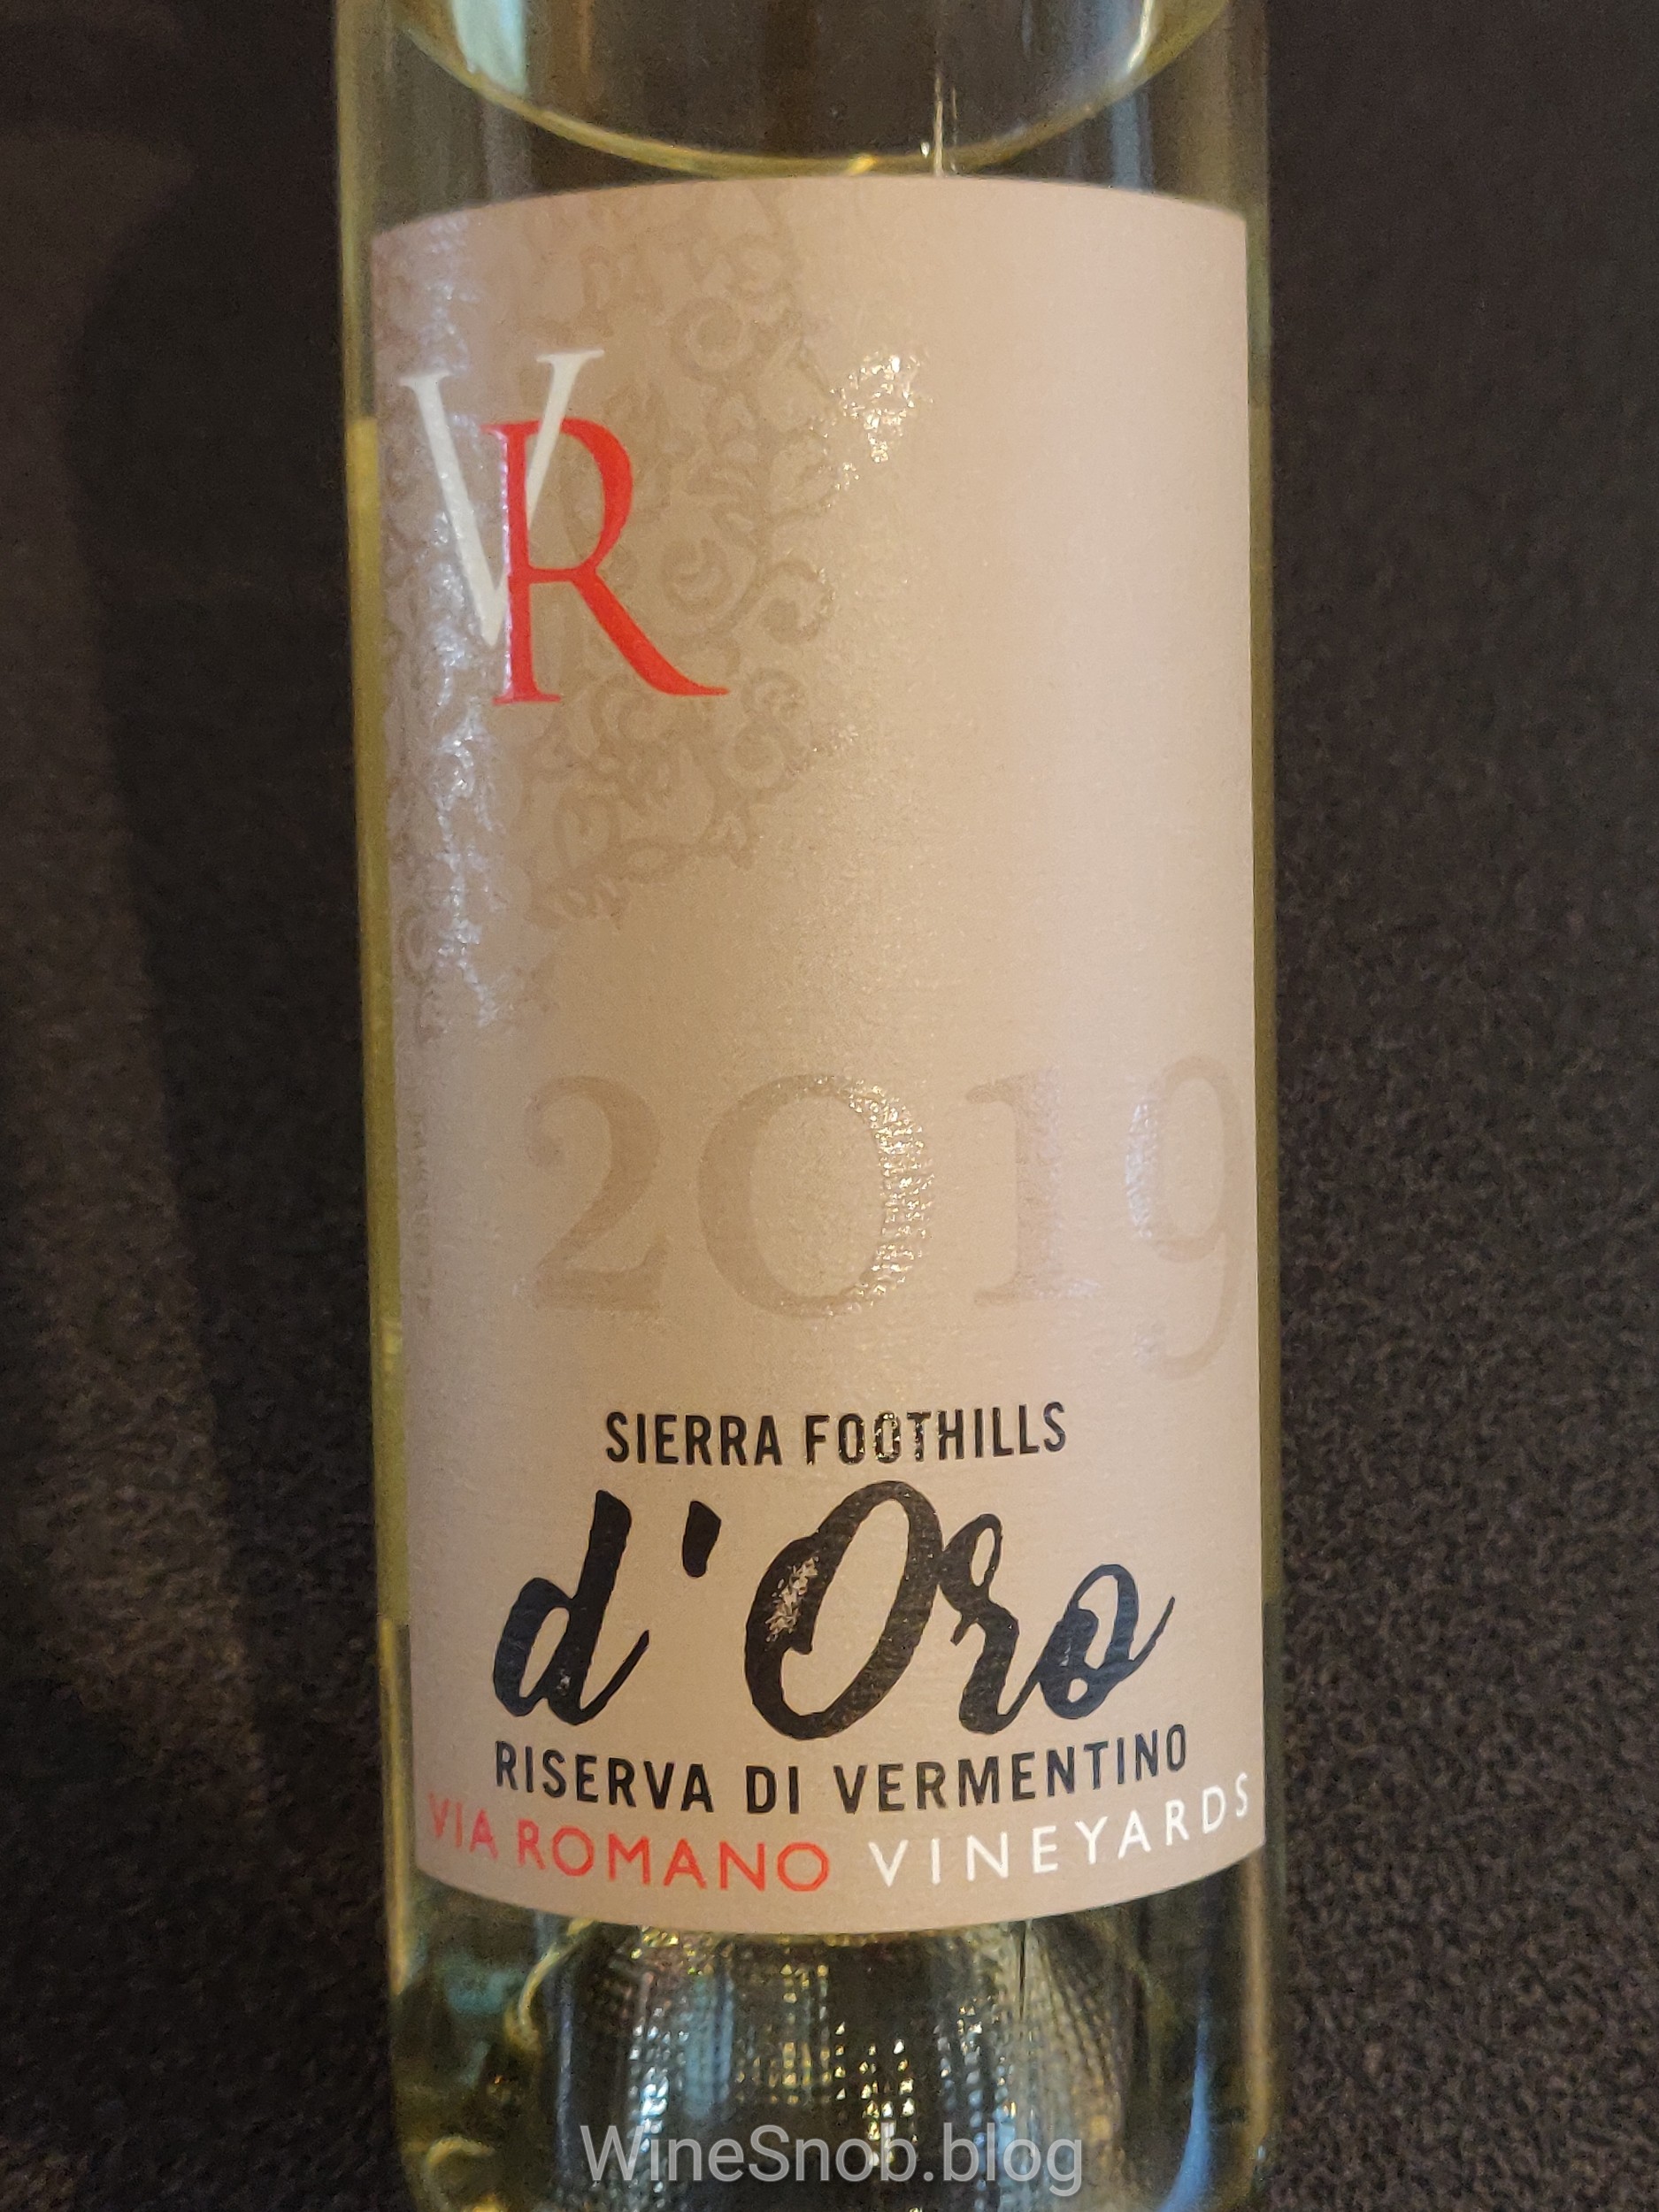 VR
2019
SIERRA FOOTHILLS
d'Oro
RISERVA DI VERMENTINO
VIA ROMANO VINEYARDS
WineSnob.blog